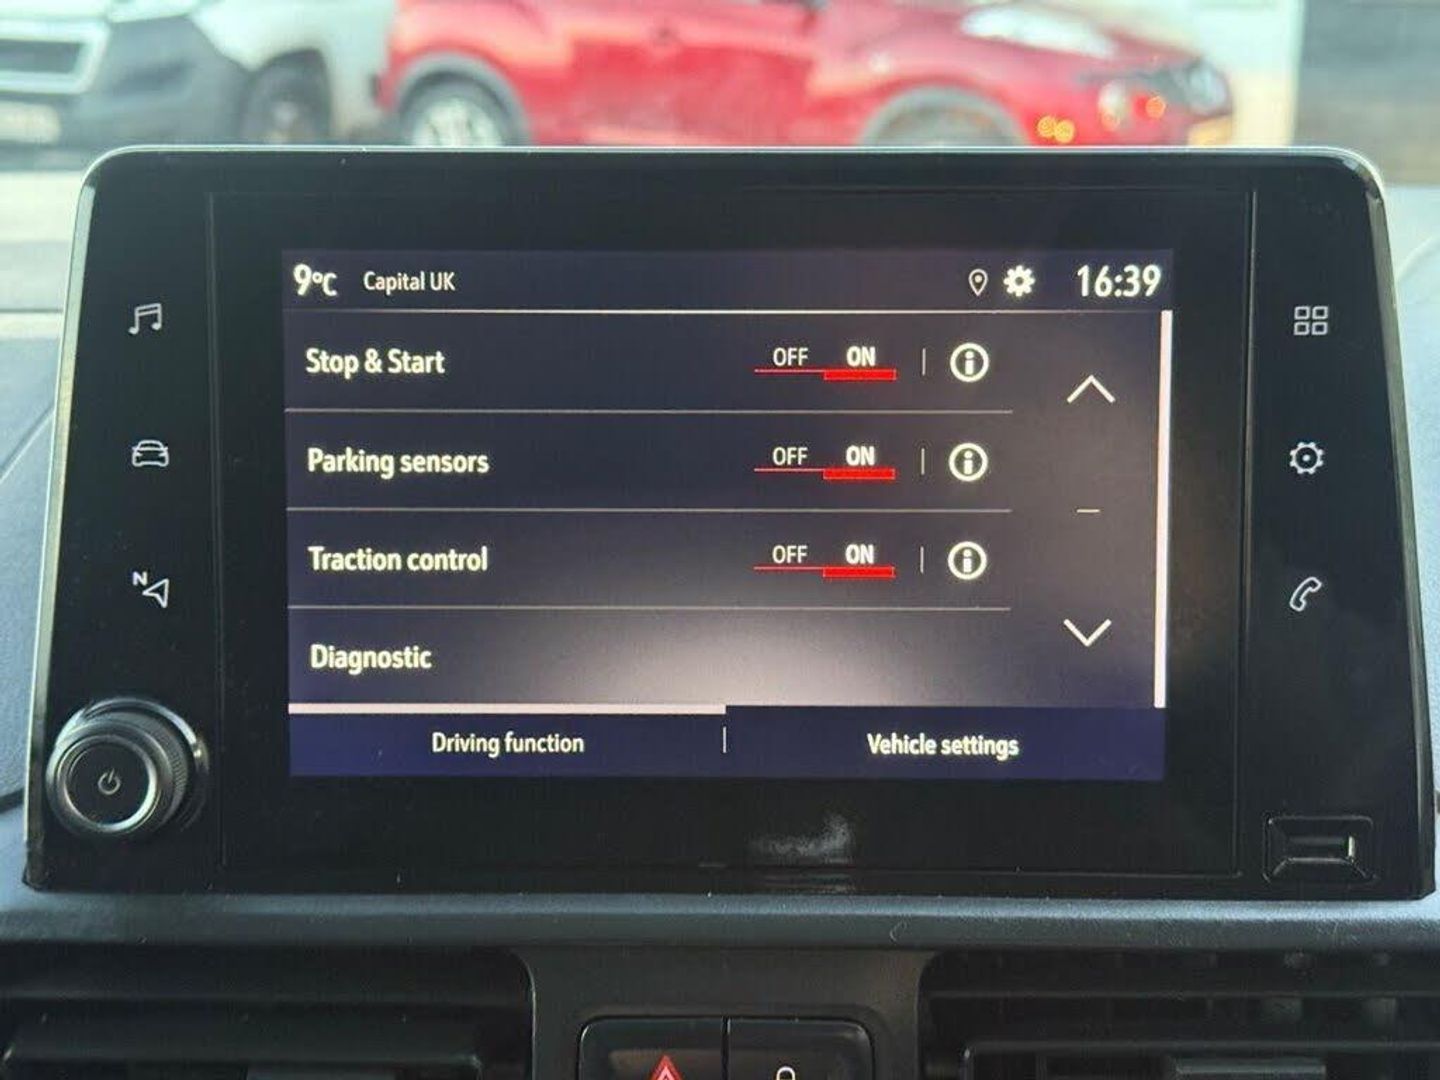 9°C Capital UK 16:39
Stop & Start OFF ON
Parking sensors OFF ON
Traction control OFF ON
Diagnostic
Driving function Vehicle settings
N